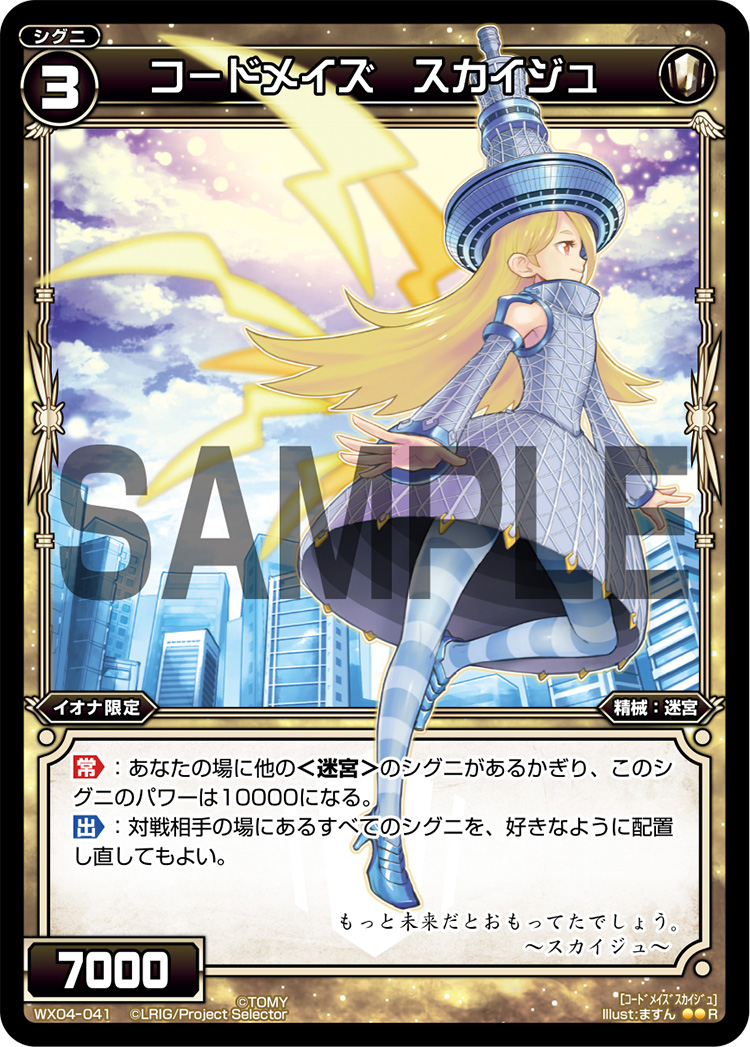 シグニ
3
コードメイズ　スカイジュ
SAMPLE
イオナ限定
精械：迷宮
常：あなたの場に他の＜迷宮＞のシグニがあるかぎり、このシ
グニのパワーは10000になる。
出：対戦相手の場にあるすべてのシグニを、好きなように配置
し直してもよい。
もっと未来だとおもってたでしょう。
～スカイジュ～
7000
WX04-041 ©LRIG/Project Selector
©TOMY
[コードメイズスカイジュ]
Illust:ますん R